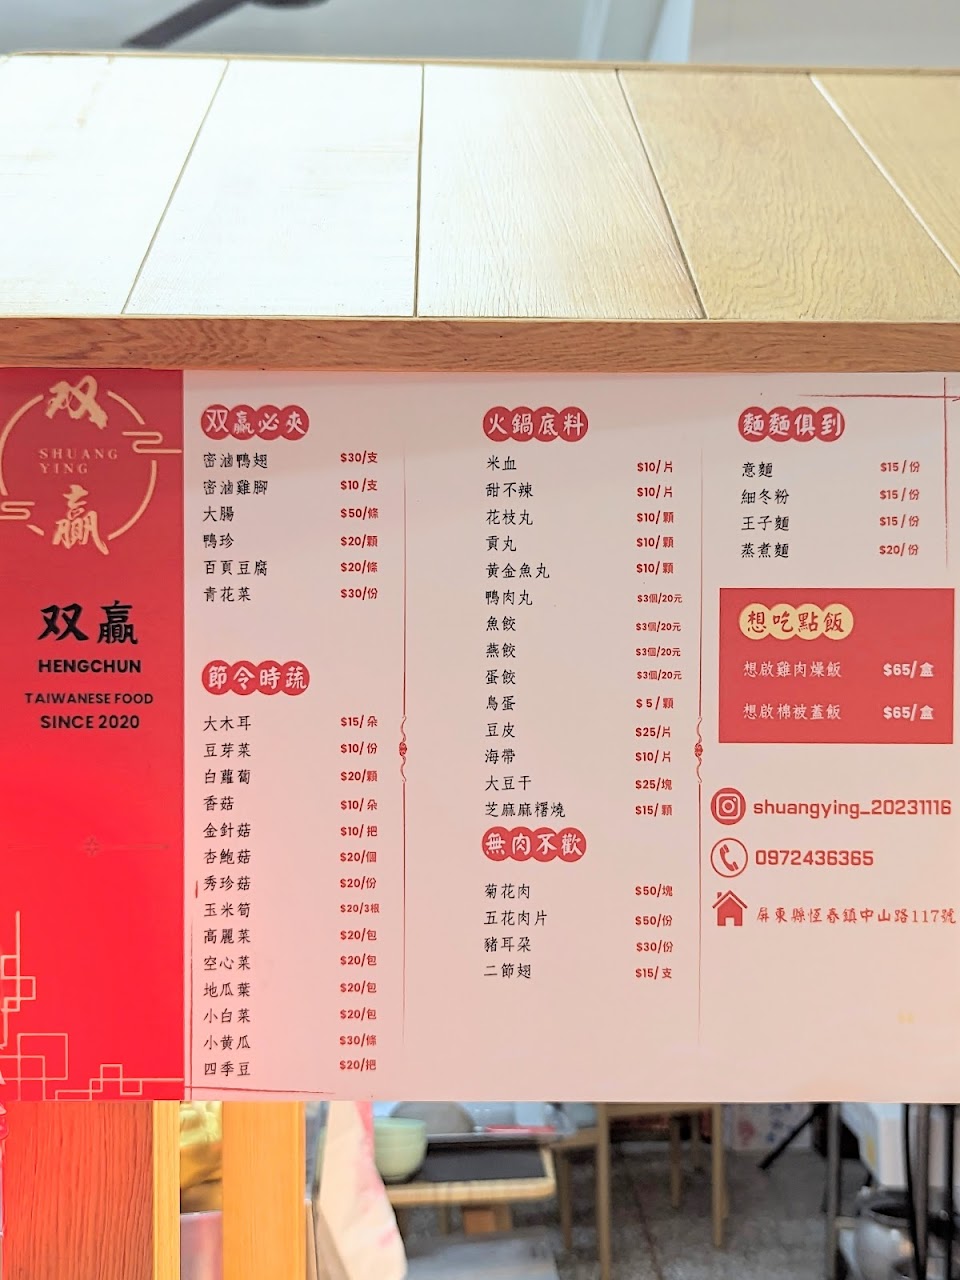 双
SHUANG
YING
贏
双贏
HENGCHUN
TAIWANESE FOOD
SINCE 2020
双贏必夾
密滷鴨翅 $30/支
密滷雞腳 $10/支
大腸 $50/條
鴨珍 $20/顆
百頁豆腐 $20/條
青花菜 $30/份
節令時蔬
大木耳 $15/朵
豆芽菜 $10/份
白蘿蔔 $20/顆
香菇 $10/朵
金針菇 $10/把
杏鮑菇 $20/個
秀珍菇 $20/份
玉米筍 $20/3根
高麗菜 $20/包
空心菜 $20/包
地瓜葉 $20/包
小白菜 $20/包
小黃瓜 $30/條
四季豆 $20/把
火鍋底料
米血 $10/片
甜不辣 $10/片
花枝丸 $10/顆
貢丸 $10/顆
黃金魚丸 $10/顆
鴨肉丸 $3個/20元
魚餃 $3個/20元
燕餃 $3個/20元
蛋餃 $3個/20元
鳥蛋 $5/顆
豆皮 $25/片
海帶 $10/片
大豆干 $25/塊
芝麻麻糬燒 $15/顆
無肉不歡
菊花肉 $50/塊
五花肉片 $50/份
豬耳朵 $30/份
二節翅 $15/支
麵麵俱到
意麵 $15/份
細冬粉 $15/份
王子麵 $15/份
蒸煮麵 $20/份
想吃點飯
想啟雞肉燥飯 $65/盒
想啟棉被蓋飯 $65/盒
shuangying_20231116
0972436365
屏東縣恆春鎮中山路117號